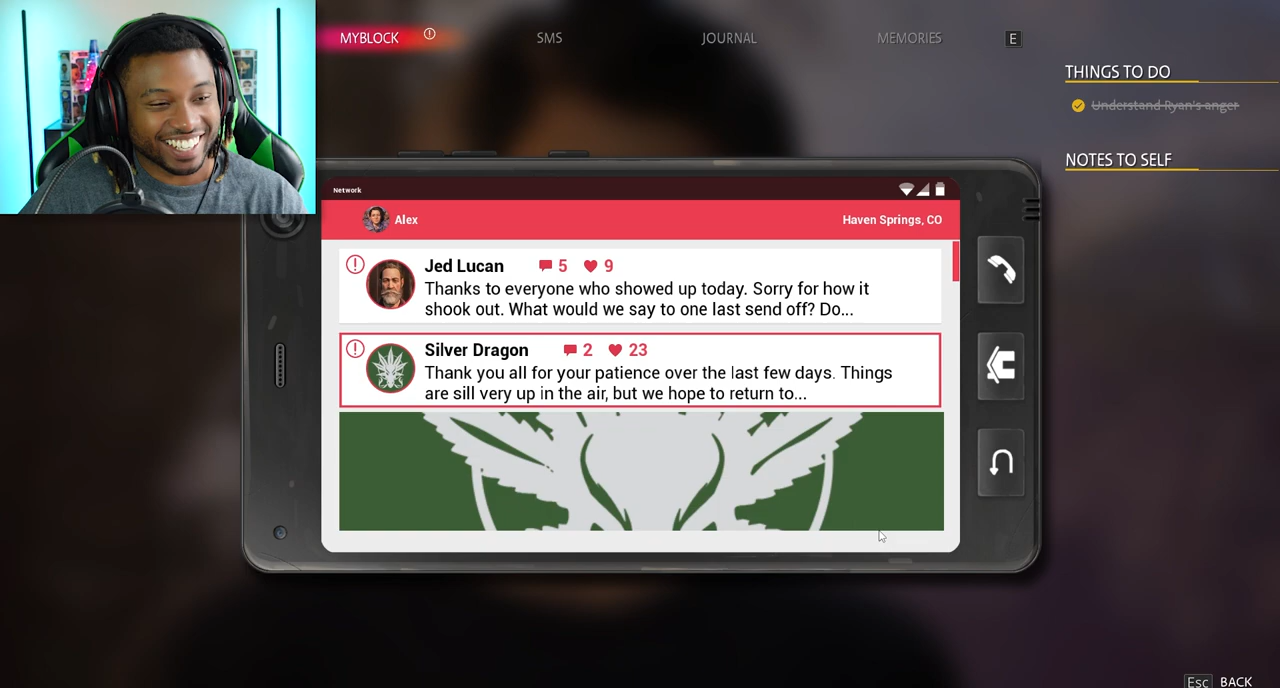 MYBLOCK
SMS
JOURNAL
MEMORIES
E
THINGS TO DO
Understand Ryan's anger
NOTES TO SELF
Network
Alex
Haven Springs, CO
Jed Lucan 5 9
Thanks to everyone who showed up today. Sorry for how it
shook out. What would we say to one last send off? Do...
Silver Dragon 2 23
Thank you all for your patience over the last few days. Things
are sill very up in the air, but we hope to return to...
Esc BACK